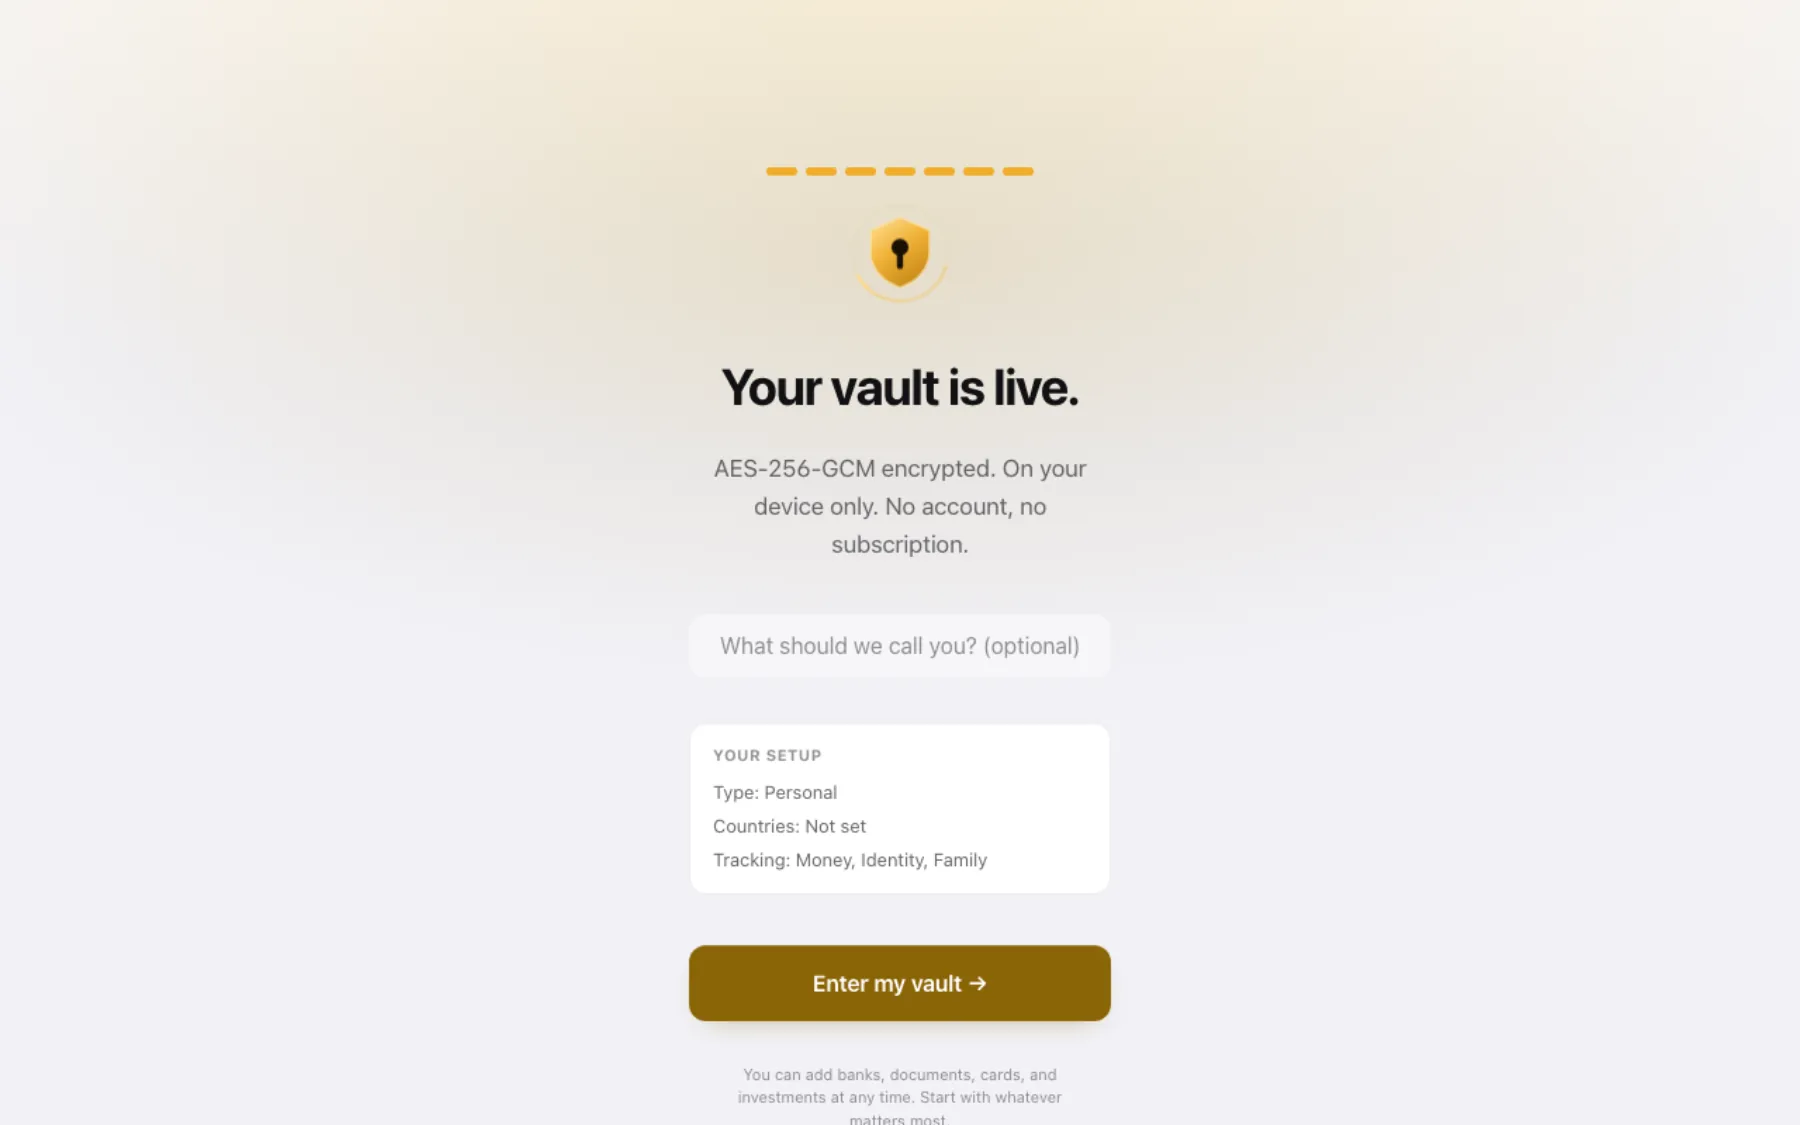 Your vault is live.
AES-256-GCM encrypted. On your
device only. No account, no
subscription.
What should we call you? (optional)
YOUR SETUP
Type: Personal
Countries: Not set
Tracking: Money, Identity, Family
Enter my vault →
You can add banks, documents, cards, and
investments at any time. Start with whatever
matters most.